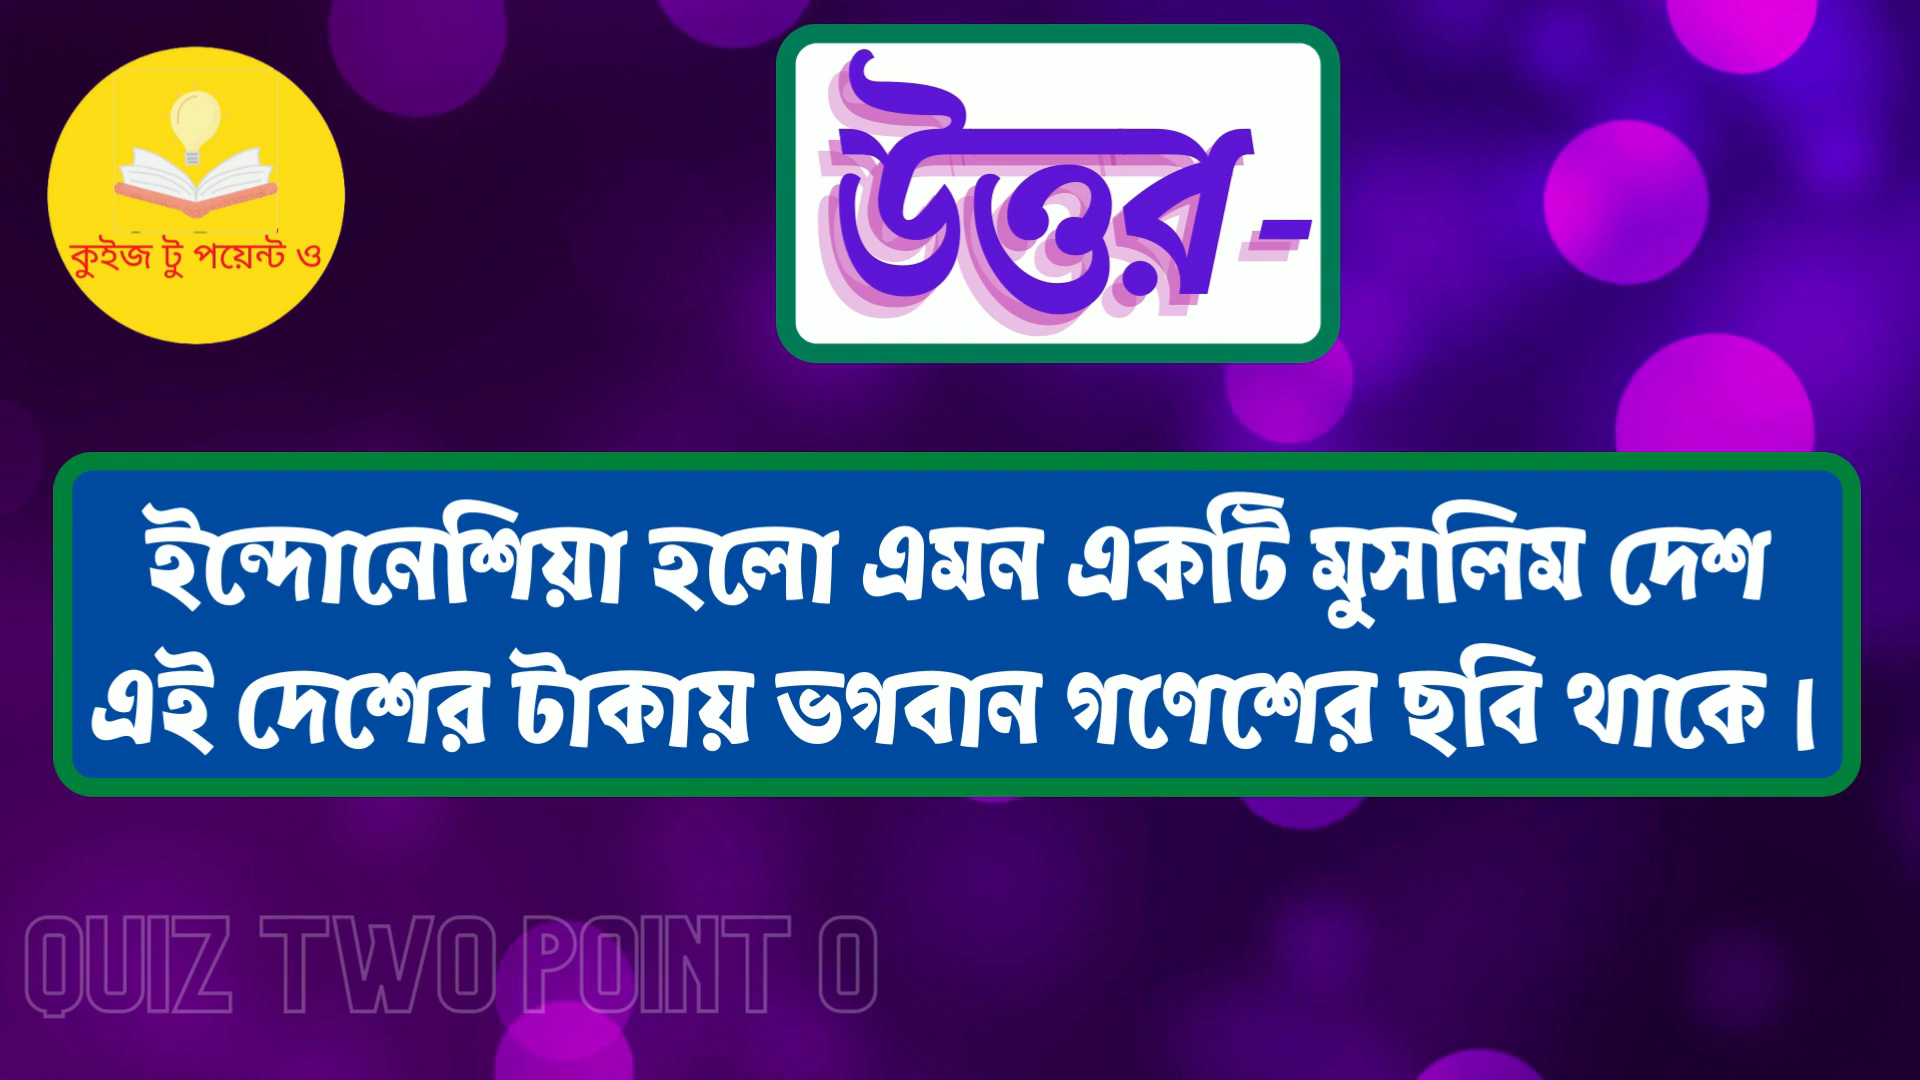 কুইজ টু পয়েন্ট ও
উত্তর -
ইন্দোনেশিয়া হলো এমন একটি মুসলিম দেশ
এই দেশের টাকায় ভগবান গণেশের ছবি থাকে।
QUIZ TWO POINT O